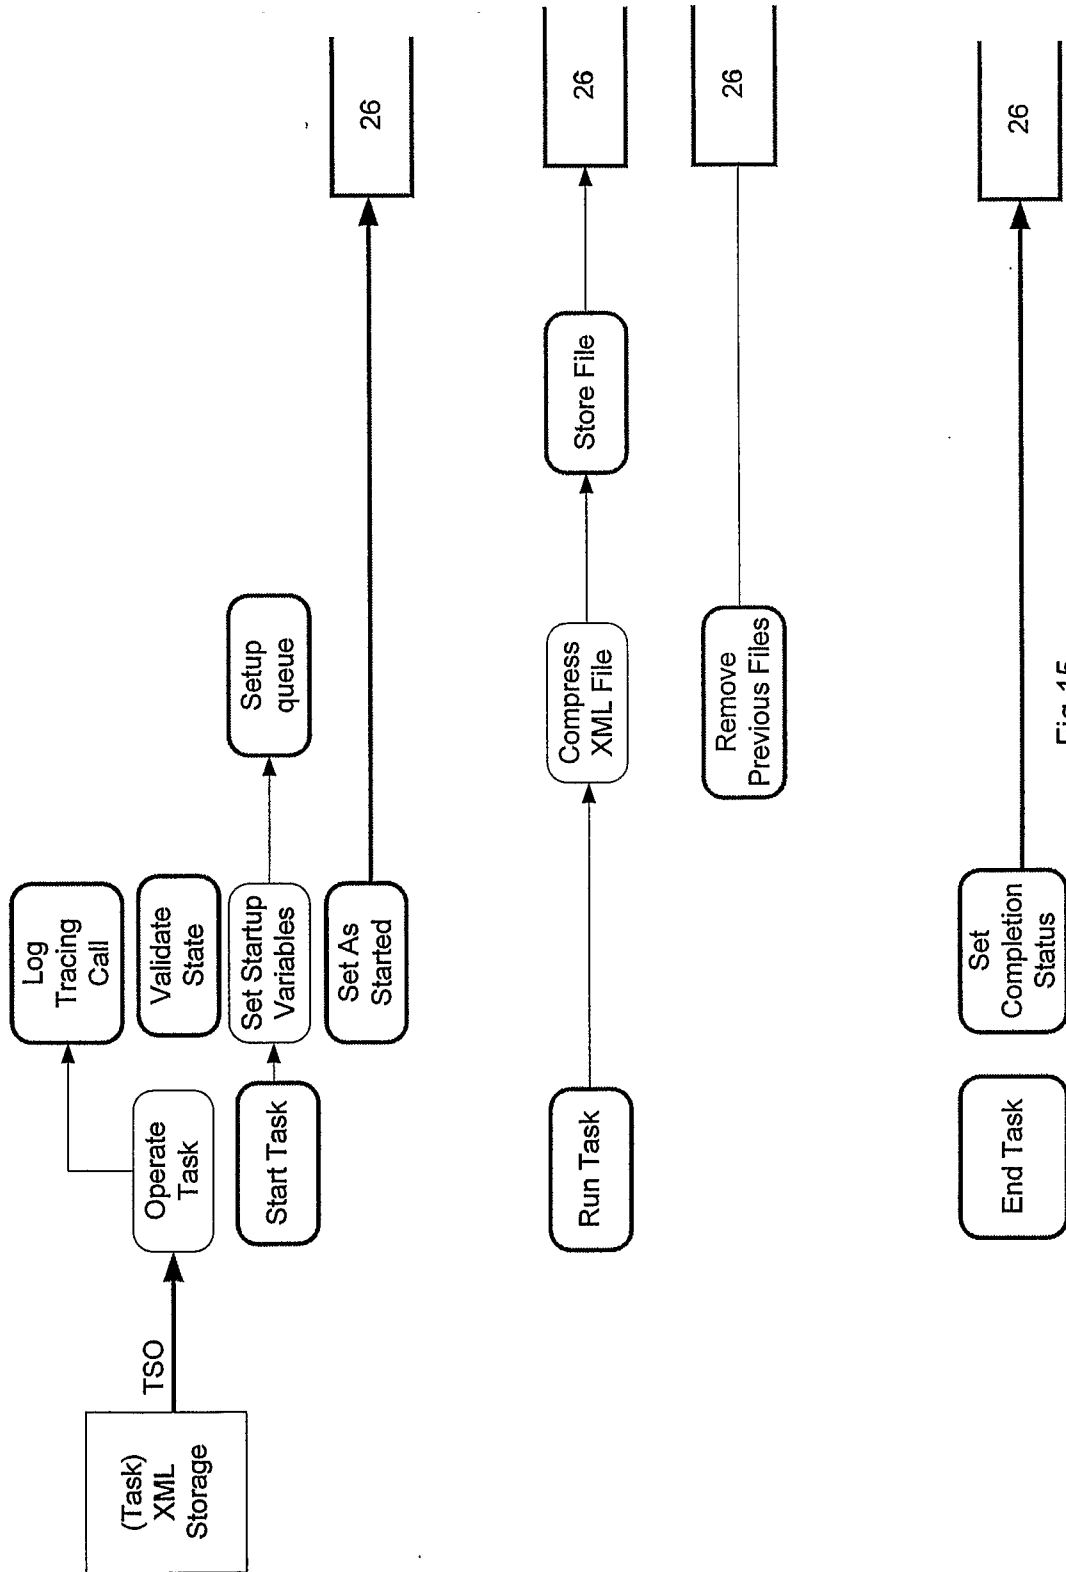 (Task)
XML
Storage
TSO
Operate
Task
Log
Tracing
Call
Validate
State
Start Task
Set Startup
Variables
Setup
queue
Set As
Started
26
Run Task
Compress
XML File
Store File
26
Remove
Previous Files
26
End Task
Set
Completion
Status
26
Fig 15